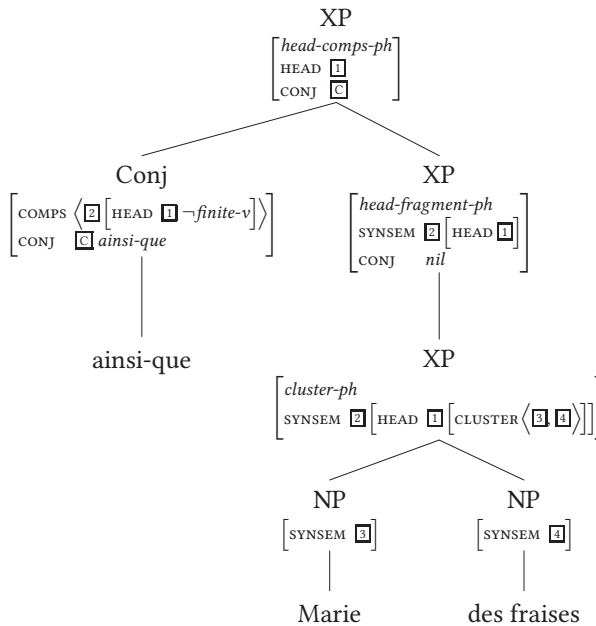 XP
head-comps-ph
HEAD 1
CONJ C
Conj
COMPS ⟨2[HEAD 1 ¬finite-v]⟩
CONJ C ainsi-que
XP
head-fragment-ph
SYNSEM 2[HEAD 1]
CONJ nil
ainsi-que
XP
cluster-ph
SYNSEM 2[HEAD 1[CLUSTER⟨3, 4⟩]]
NP
[SYNSEM 3]
NP
[SYNSEM 4]
Marie
des fraises